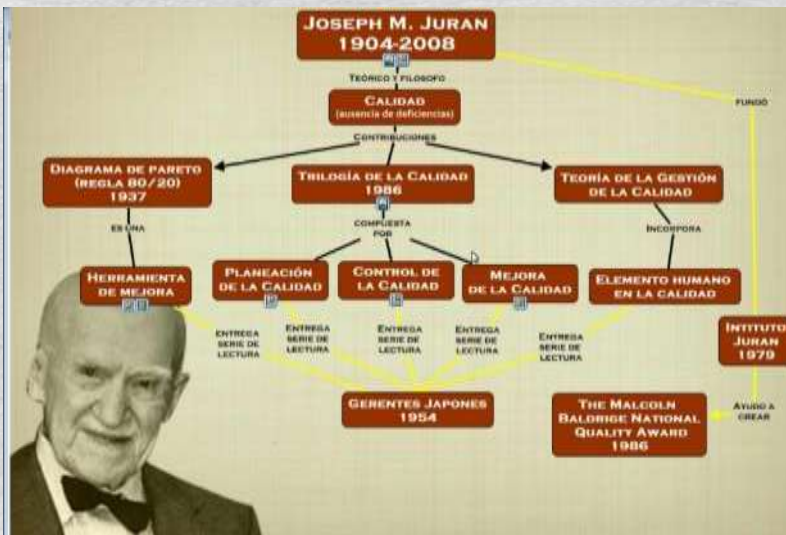 JOSEPH M. JURAN
1904-2008
TEÓRICO Y FILOSOFO
CALIDAD
(ausencia de deficiencias)
CONTRIBUCIONES
FUNDÓ
DIAGRAMA DE PARETO
(REGLA 80/20)
1937
TRILOGÍA DE LA CALIDAD
1986
TEORÍA DE LA GESTIÓN
DE LA CALIDAD
ES UNA
COMPUESTA
POR
INCORPORA
HERRAMIENTA
DE MEJORA
PLANEACIÓN
DE LA CALIDAD
CONTROL DE
LA CALIDAD
MEJORA
DE LA CALIDAD
ELEMENTO HUMANO
EN LA CALIDAD
ENTREGA
SERIE DE
LECTURA
ENTREGA
SERIE DE
LECTURA
ENTREGA
SERIE DE
LECTURA
ENTREGA
SERIE DE
LECTURA
ENTREGA
SERIE DE
LECTURA
INTITUTO
JURAN
1979
GERENTES JAPONES
1954
THE MALCOLN
BALDRIGE NATIONAL
QUALITY AWARD
1986
AYUDO A
CREAR